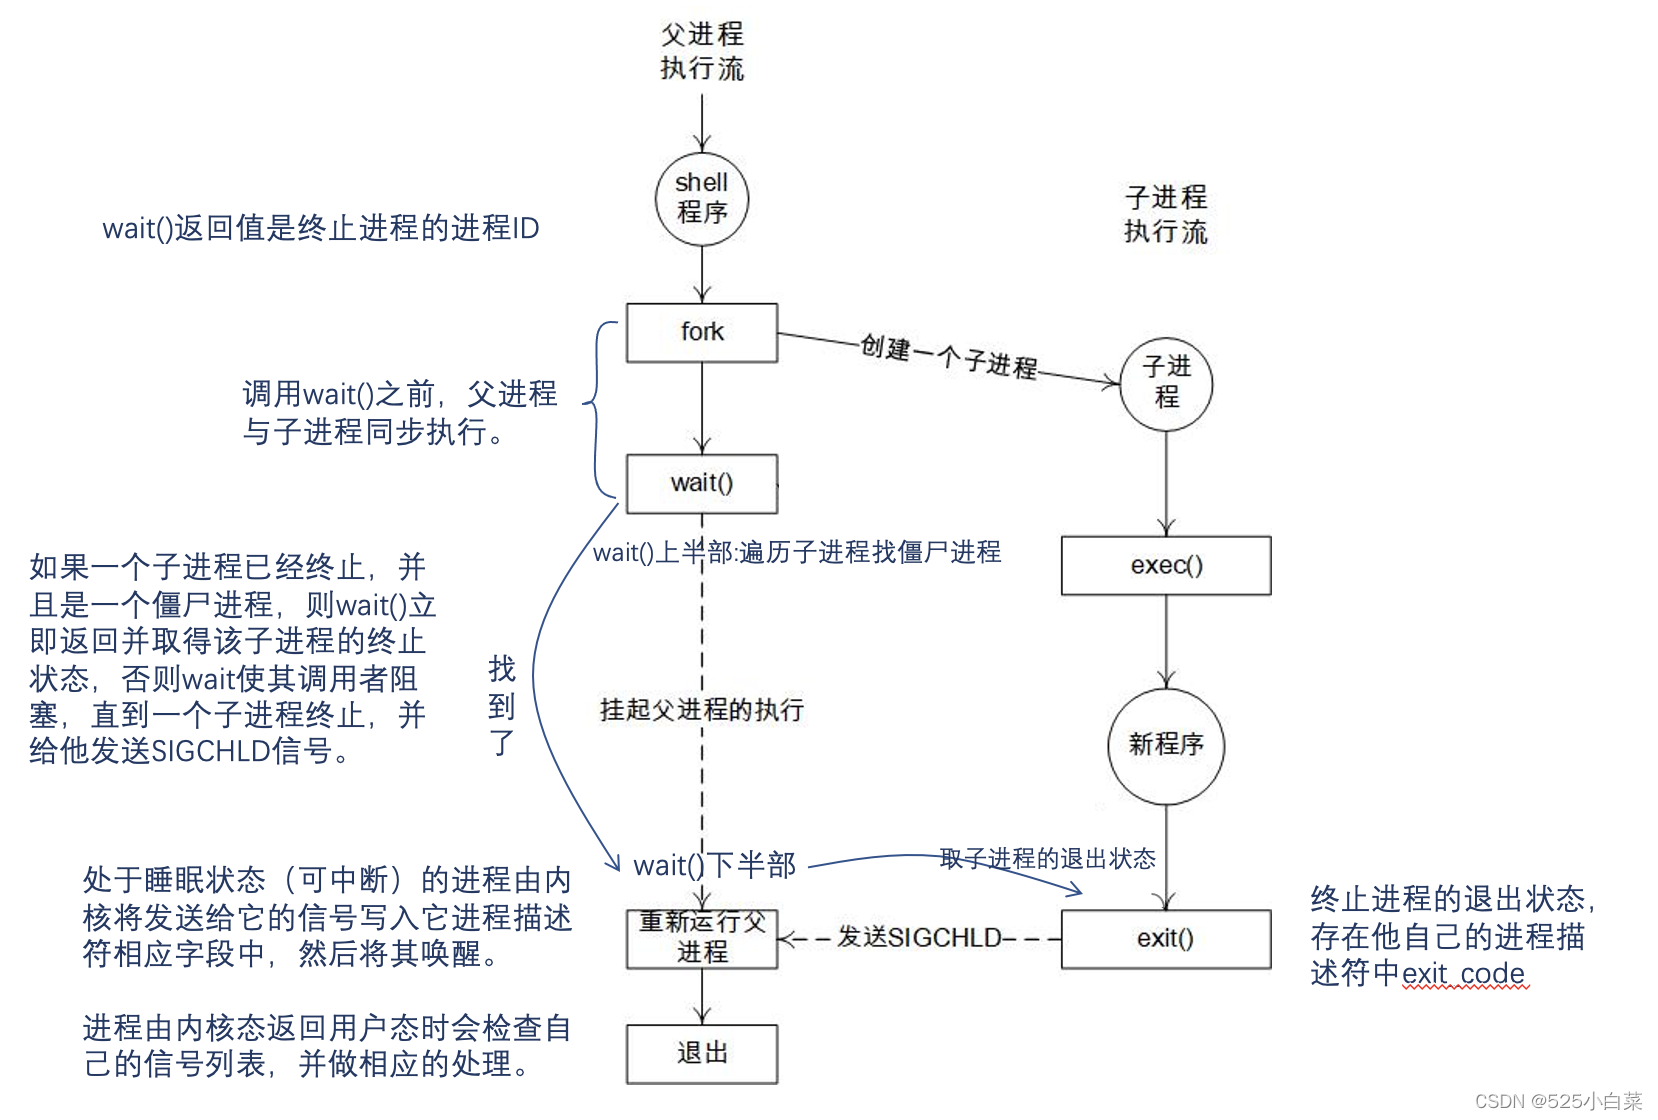 父进程
执行流
shell
程序
子进程
执行流
wait()返回值是终止进程的进程ID
fork
创建一个子进程
子进
程
调用wait()之前，父进程
与子进程同步执行。
wait()
wait()上半部:遍历子进程找僵尸进程
exec()
如果一个子进程已经终止，并
且是一个僵尸进程，则wait()立
即返回并取得该子进程的终止
状态，否则wait使其调用者阻
塞，直到一个子进程终止，并
给他发送SIGCHLD信号。
找
到
了
挂起父进程的执行
新程序
wait()下半部
取子进程的退出状态
处于睡眠状态（可中断）的进程由内
核将发送给它的信号写入它进程描述
符相应字段中，然后将其唤醒。
重新运行父
进程
发送SIGCHLD
exit()
终止进程的退出状态，
存在他自己的进程描
述符中exit_code
进程由内核态返回用户态时会检查自
己的信号列表，并做相应的处理。
退出
CSDN @525小白菜